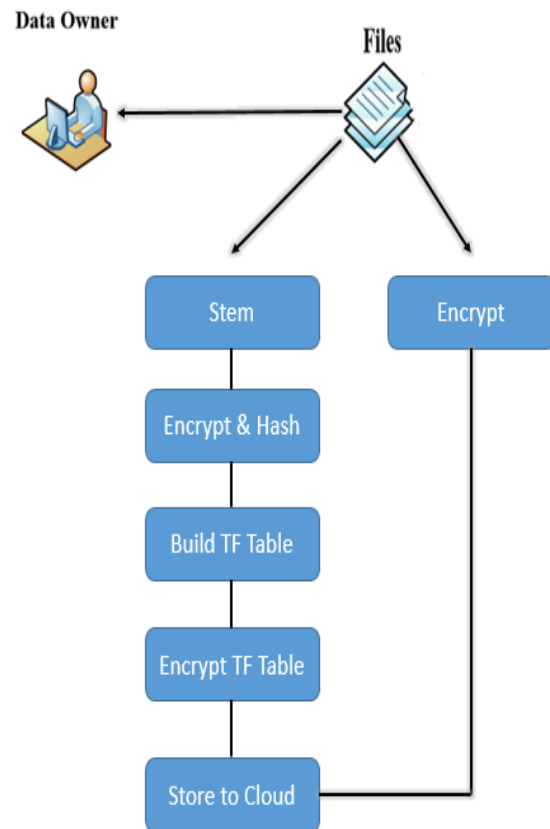 Data Owner
Files
Stem
Encrypt
Encrypt & Hash
Build TF Table
Encrypt TF Table
Store to Cloud